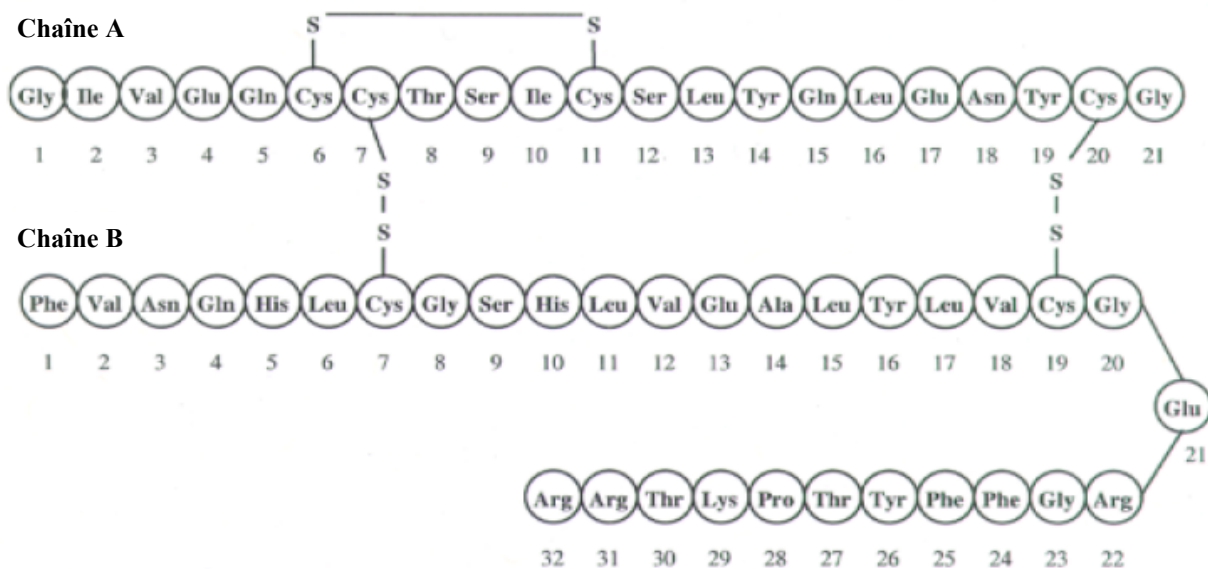 S S
Chaîne A
Gly Ile Val Glu Gln Cys Cys Thr Ser Ile Cys Ser Leu Tyr Gln Leu Glu Asn Tyr Cys Gly
1 2 3 4 5 6 7 8 9 10 11 12 13 14 15 16 17 18 19 20 21
S S
S S
Chaîne B
Phe Val Asn Gln His Leu Cys Gly Ser His Leu Val Glu Ala Leu Tyr Leu Val Cys Gly
1 2 3 4 5 6 7 8 9 10 11 12 13 14 15 16 17 18 19 20
Glu
21
Arg Arg Thr Lys Pro Thr Tyr Phe Phe Gly Arg
32 31 30 29 28 27 26 25 24 23 22